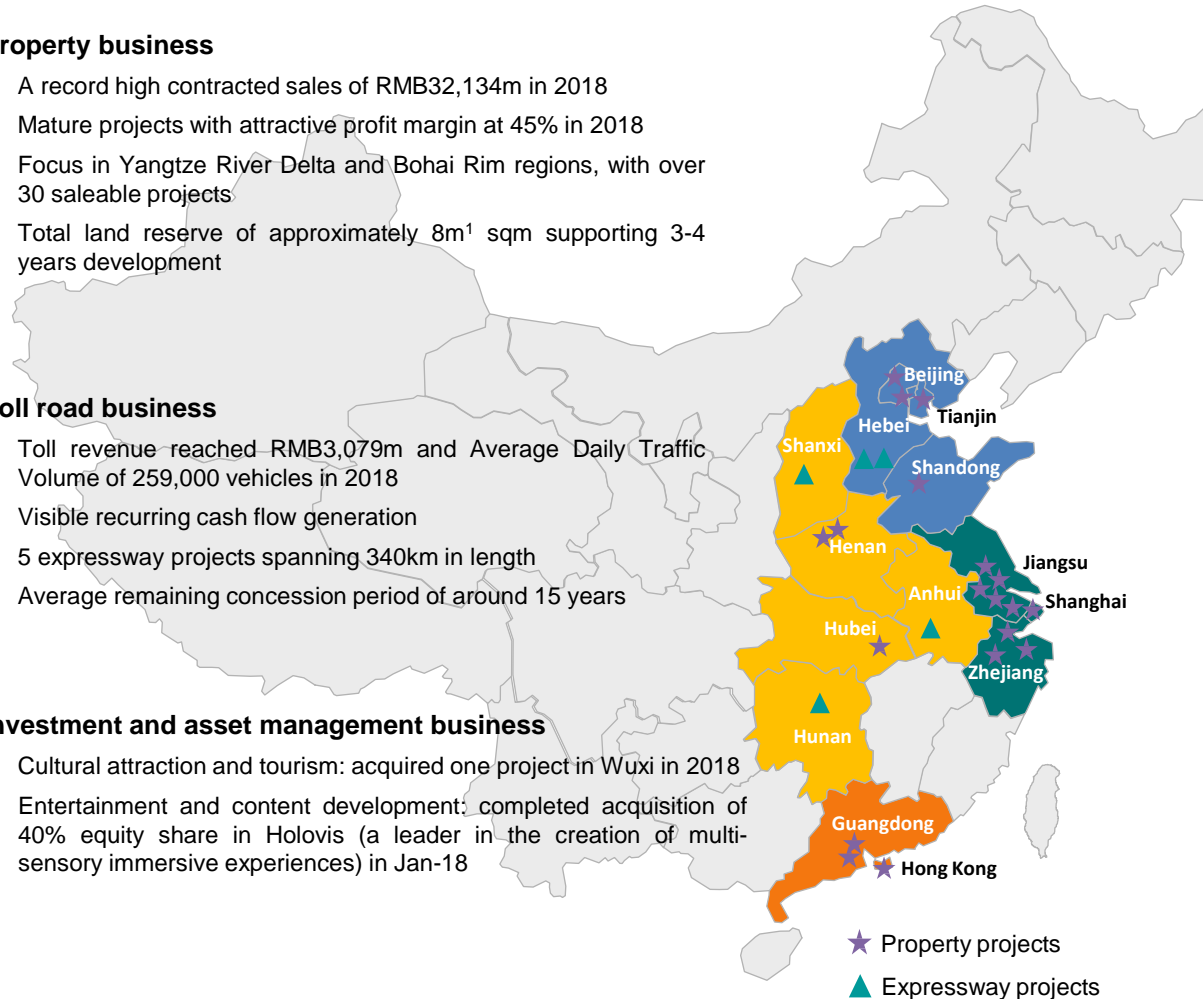 roperty business
A record high contracted sales of RMB32,134m in 2018
Mature projects with attractive profit margin at 45% in 2018
Focus in Yangtze River Delta and Bohai Rim regions, with over
30 saleable projects
Total land reserve of approximately 8m¹ sqm supporting 3-4
years development
oll road business
Toll revenue reached RMB3,079m and Average Daily Traffic
Volume of 259,000 vehicles in 2018
Visible recurring cash flow generation
5 expressway projects spanning 340km in length
Average remaining concession period of around 15 years
nvestment and asset management business
Cultural attraction and tourism: acquired one project in Wuxi in 2018
Entertainment and content development: completed acquisition of
40% equity share in Holovis (a leader in the creation of multi-
sensory immersive experiences) in Jan-18
Beijing
Tianjin
Hebei
Shanxi
Shandong
Henan
Jiangsu
Anhui
Shanghai
Hubei
Zhejiang
Hunan
Guangdong
Hong Kong
Property projects
Expressway projects